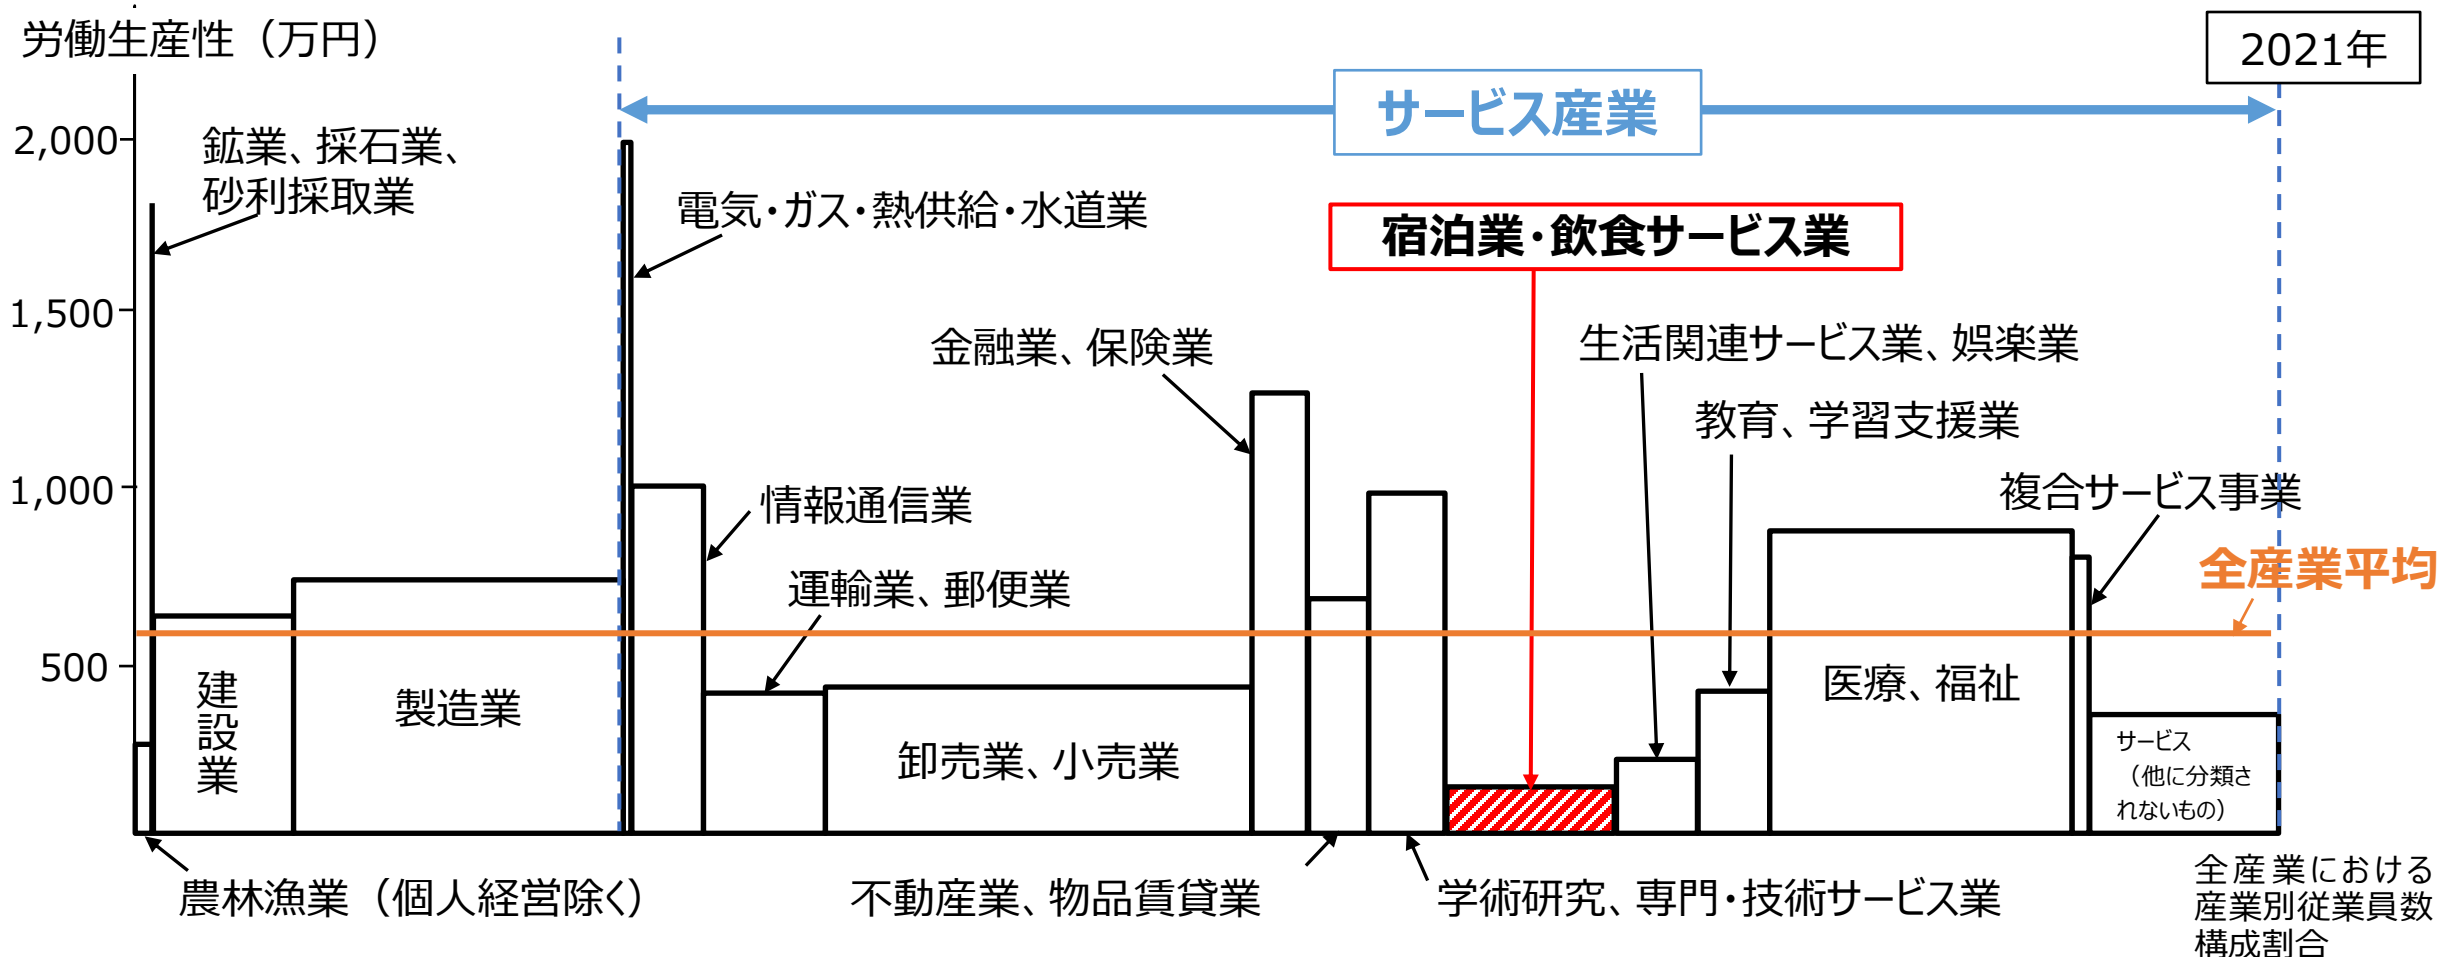 労働生産性（万円）
2021年
サービス産業
2,000
鉱業、採石業、
砂利採取業
電気・ガス・熱供給・水道業
宿泊業・飲食サービス業
1,500
金融業、保険業
生活関連サービス業、娯楽業
教育、学習支援業
1,000
情報通信業
複合サービス事業
全産業平均
運輸業、郵便業
500
建設業
製造業
医療、福祉
卸売業、小売業
サービス
（他に分類さ
れないもの）
農林漁業（個人経営除く）
不動産業、物品賃貸業
学術研究、専門・技術サービス業
全産業における
産業別従業員数
構成割合